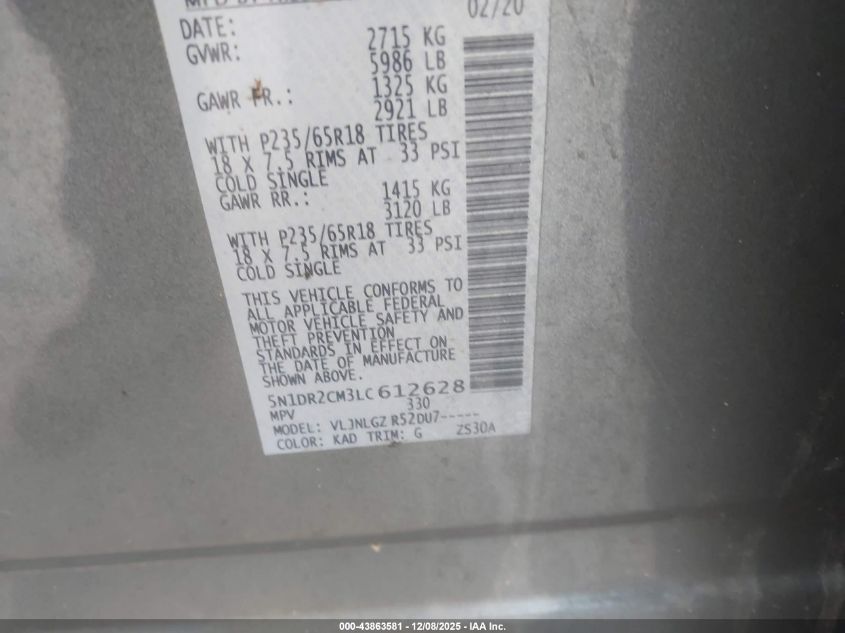 02/20
DATE:
GVWR: 2715 KG
5986 LB
GAWR FR.: 1325 KG
2921 LB
WITH P235/65R18 TIRES
18 X 7.5 RIMS AT 33 PSI
COLD SINGLE
GAWR RR.: 1415 KG
3120 LB
WITH P235/65R18 TIRES
18 X 7.5 RIMS AT 33 PSI
COLD SINGLE
THIS VEHICLE CONFORMS TO
ALL APPLICABLE FEDERAL
MOTOR VEHICLE SAFETY AND
THEFT PREVENTION
STANDARDS IN EFFECT ON
THE DATE OF MANUFACTURE
SHOWN ABOVE.
5N1DR2CM3LC612628
MPV 330
MODEL: VLJNLGZ R52DU7-----
COLOR: KAD TRIM: G ZS30A
000-43863581 - 12/08/2025 - IAA Inc.